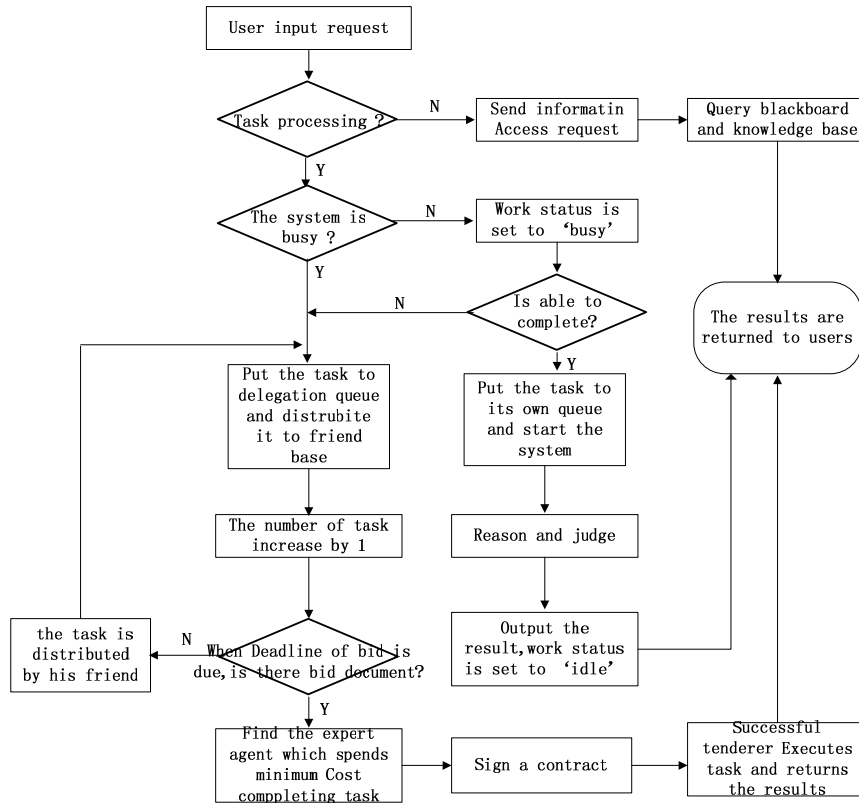 User input request
Task processing？
N
Send informatin
Access request
Query blackboard
and knowledge base
Y
The system is
busy？
N
Work status is
set to ‘busy’
Y
N
Is able to
complete?
The results are
returned to users
Y
Put the task to
delegation queue
and distrubite
it to friend
base
Put the task to
its own queue
and start the
system
The number of task
increase by 1
Reason and judge
the task is
distributed
by his friend
N
When Deadline of bid is
due,is there bid document?
Output the
result,work status
is set to ‘idle’
Y
Find the expert
agent which spends
minimum Cost
comppleting task
Sign a contract
Successful
tenderer Executes
task and returns
the results